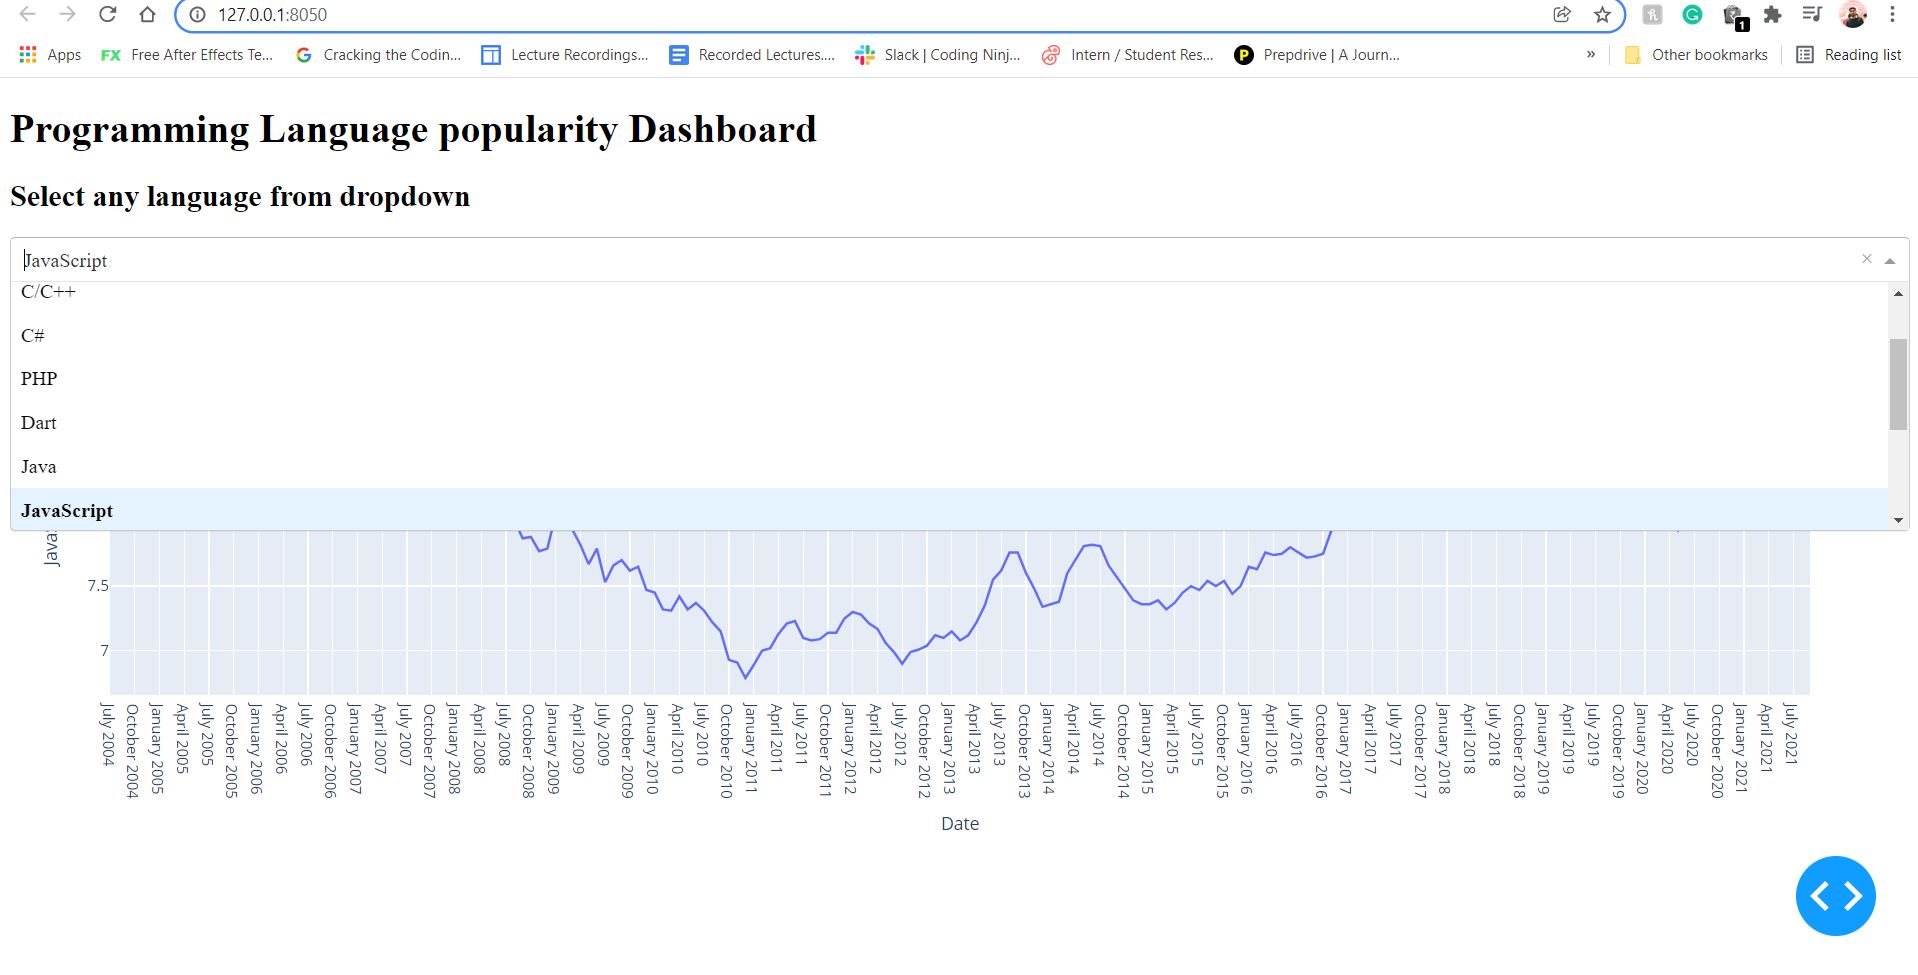 127.0.0.1:8050
1
Apps FX Free After Effects Te... Cracking the Codin... Lecture Recordings... Recorded Lectures.... Slack | Coding Ninj... Intern / Student Res... P Prepdrive | A Journ... » Other bookmarks Reading list
Programming Language popularity Dashboard
Select any language from dropdown
JavaScript
C/C++
C#
PHP
Dart
Java
JavaScript
7.5
7
July 2004
October 2004
January 2005
April 2005
July 2005
October 2005
January 2006
April 2006
July 2006
October 2006
January 2007
April 2007
July 2007
October 2007
January 2008
April 2008
July 2008
October 2008
January 2009
April 2009
July 2009
October 2009
January 2010
April 2010
July 2010
October 2010
January 2011
April 2011
July 2011
October 2011
January 2012
April 2012
July 2012
October 2012
January 2013
April 2013
July 2013
October 2013
January 2014
April 2014
July 2014
October 2014
January 2015
April 2015
July 2015
October 2015
January 2016
April 2016
July 2016
October 2016
January 2017
April 2017
July 2017
October 2017
January 2018
April 2018
July 2018
October 2018
January 2019
April 2019
July 2019
October 2019
January 2020
April 2020
July 2020
October 2020
January 2021
April 2021
July 2021
Date